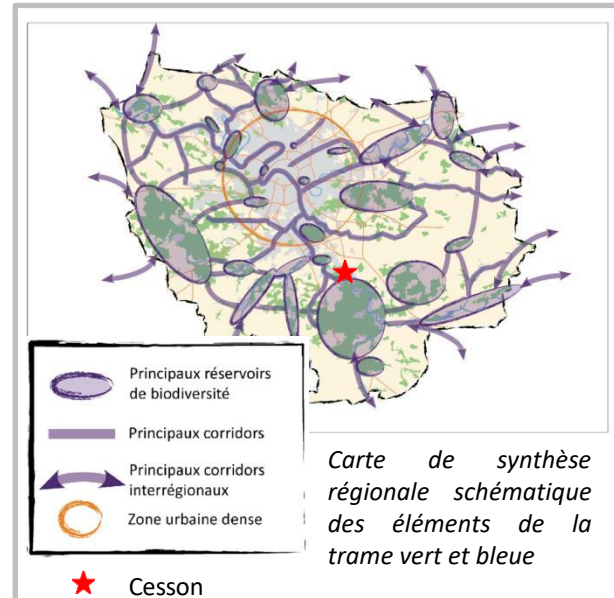 Principaux réservoirs
de biodiversité
Principaux corridors
Principaux corridors
interrégionaux
Zone urbaine dense
Cesson
Carte de synthèse
régionale schématique
des éléments de la
trame vert et bleue